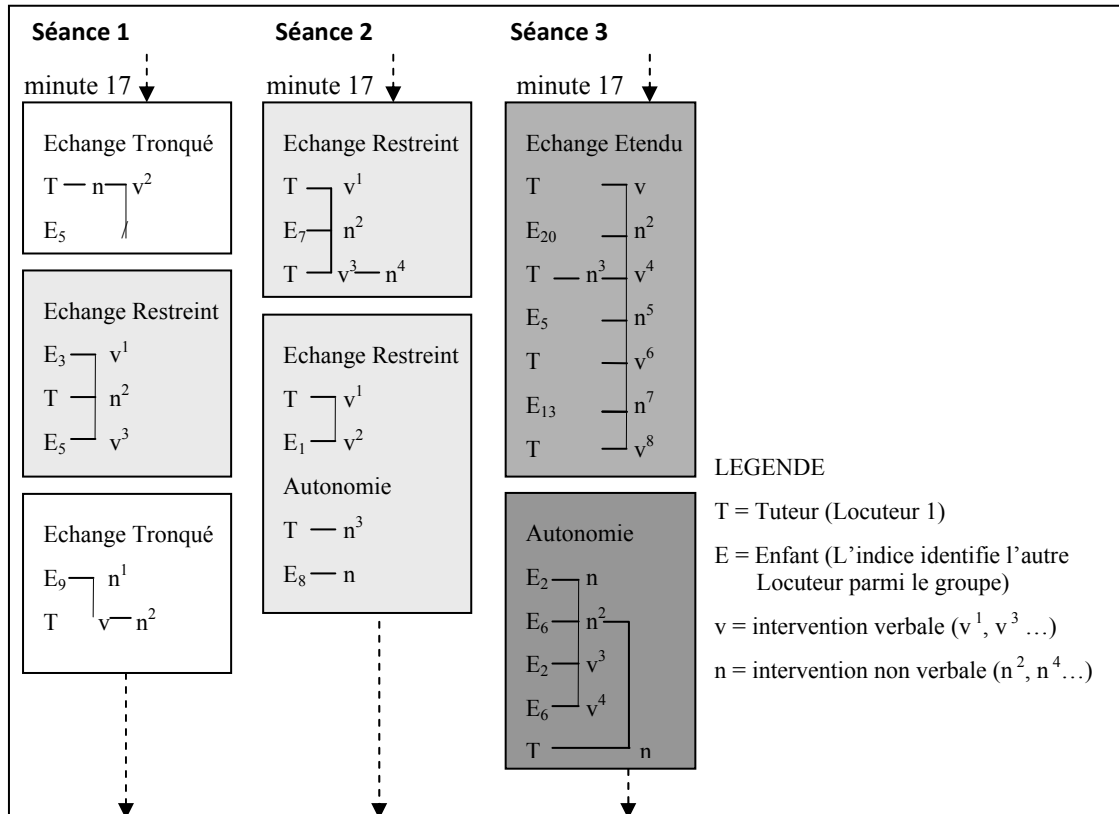 Séance 1
minute 17
Echange Tronqué
T n v²
E₅
Echange Restreint
E₃ v¹
T n²
E₅ v³
Echange Tronqué
E₉ n¹
T v n²
Séance 2
minute 17
Echange Restreint
T v¹
E₇ n²
T v³ n⁴
Echange Restreint
T v¹
E₁ v²
Autonomie
T n³
E₈ n
Séance 3
minute 17
Echange Etendu
T v
E₂₀ n²
T n³ v⁴
E₅ n⁵
T v⁶
E₁₃ n⁷
T v⁸
Autonomie
E₂ n
E₆ n²
E₂ v³
E₆ v⁴
T n
LEGENDE
T = Tuteur (Locuteur 1)
E = Enfant (L'indice identifie l'autre
Locuteur parmi le groupe)
v = intervention verbale (v¹, v³ …)
n = intervention non verbale (n², n⁴…)